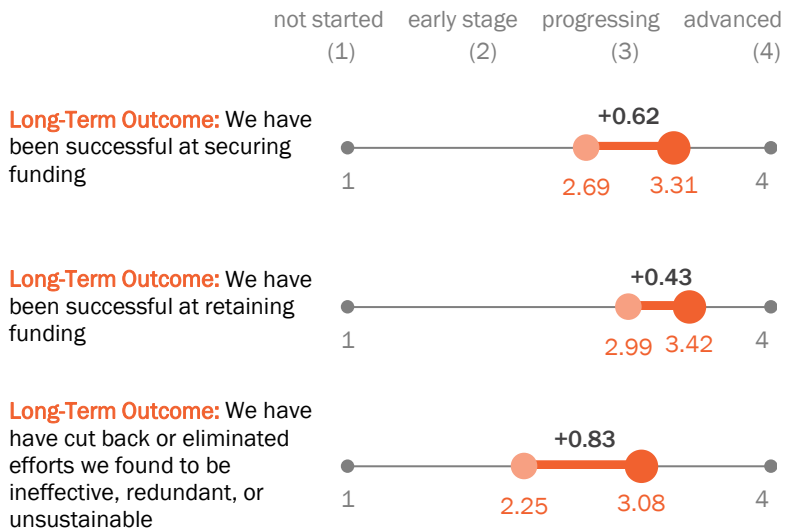 not started early stage progressing advanced
(1) (2) (3) (4)
Long-Term Outcome: We have
been successful at securing
funding
+0.62
1 2.69 3.31 4
Long-Term Outcome: We have
been successful at retaining
funding
+0.43
1 2.99 3.42 4
Long-Term Outcome: We have
have cut back or eliminated
efforts we found to be
ineffective, redundant, or
unsustainable
+0.83
1 2.25 3.08 4